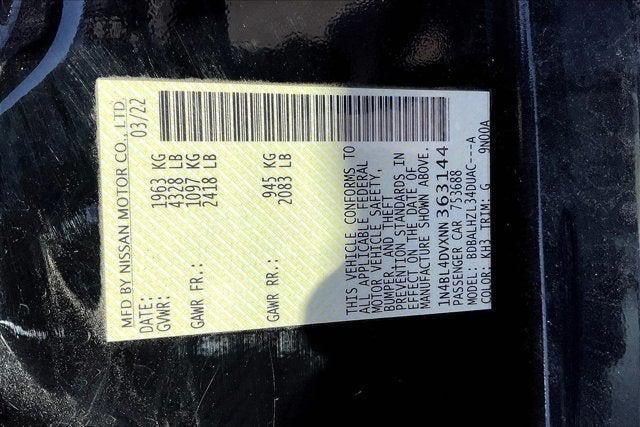 MFD BY NISSAN MOTOR CO., LTD.
DATE: 03/22
GVWR: 1963 KG
4328 LB
GAWR FR.: 1097 KG
2418 LB
GAWR RR.: 945 KG
2083 LB
THIS VEHICLE CONFORMS TO
ALL APPLICABLE FEDERAL
MOTOR VEHICLE SAFETY,
BUMPER, AND THEFT
PREVENTION STANDARDS IN
EFFECT ON THE DATE OF
MANUFACTURE SHOWN ABOVE.
1N4BL4DVXNN363144
PASSENGER CAR 753688
MODEL: BDBALHZL34DUAC---A
COLOR: KH3 TRIM: G 9N00A